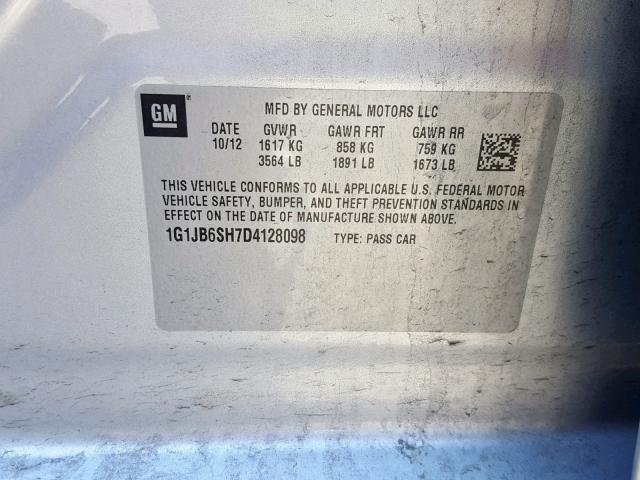 GM
MFD BY GENERAL MOTORS LLC
DATE GVWR GAWR FRT GAWR RR
10/12 1617 KG 858 KG 759 KG
3564 LB 1891 LB 1673 LB
THIS VEHICLE CONFORMS TO ALL APPLICABLE U.S. FEDERAL MOTOR
VEHICLE SAFETY, BUMPER, AND THEFT PREVENTION STANDARDS IN
EFFECT ON THE DATE OF MANUFACTURE SHOWN ABOVE.
1G1JB6SH7D4128098 TYPE: PASS CAR